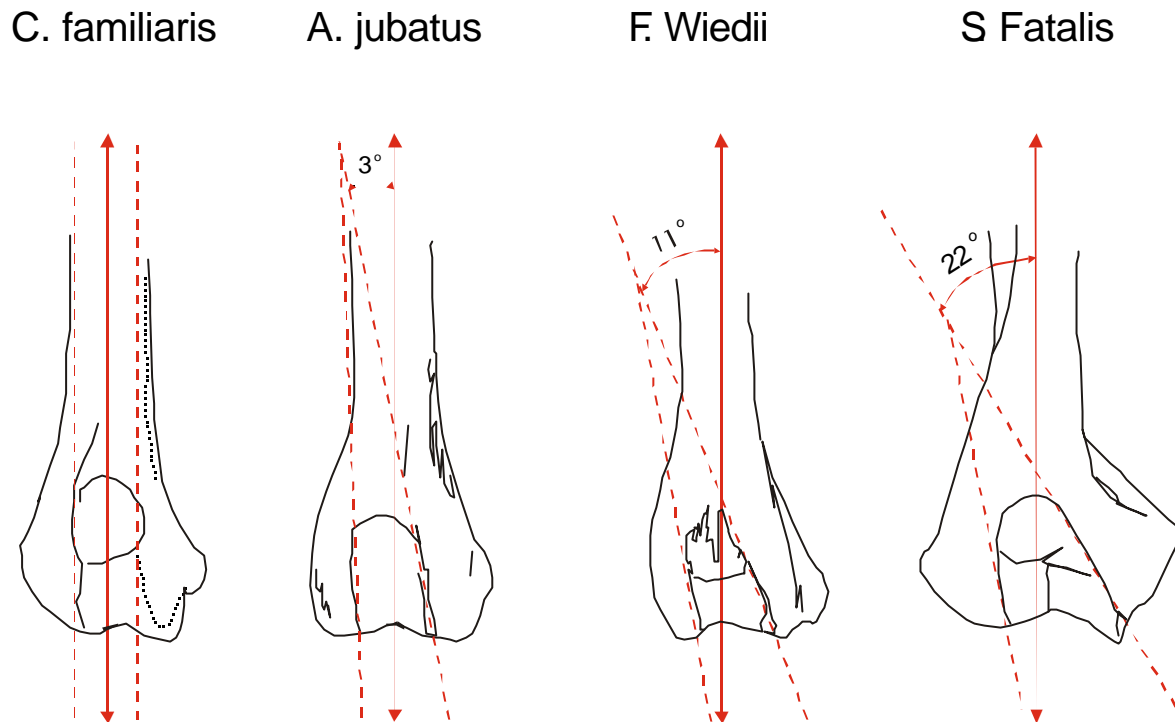 C. familiaris
A. jubatus
F. Wiedii
S Fatalis
3°
11°
22°